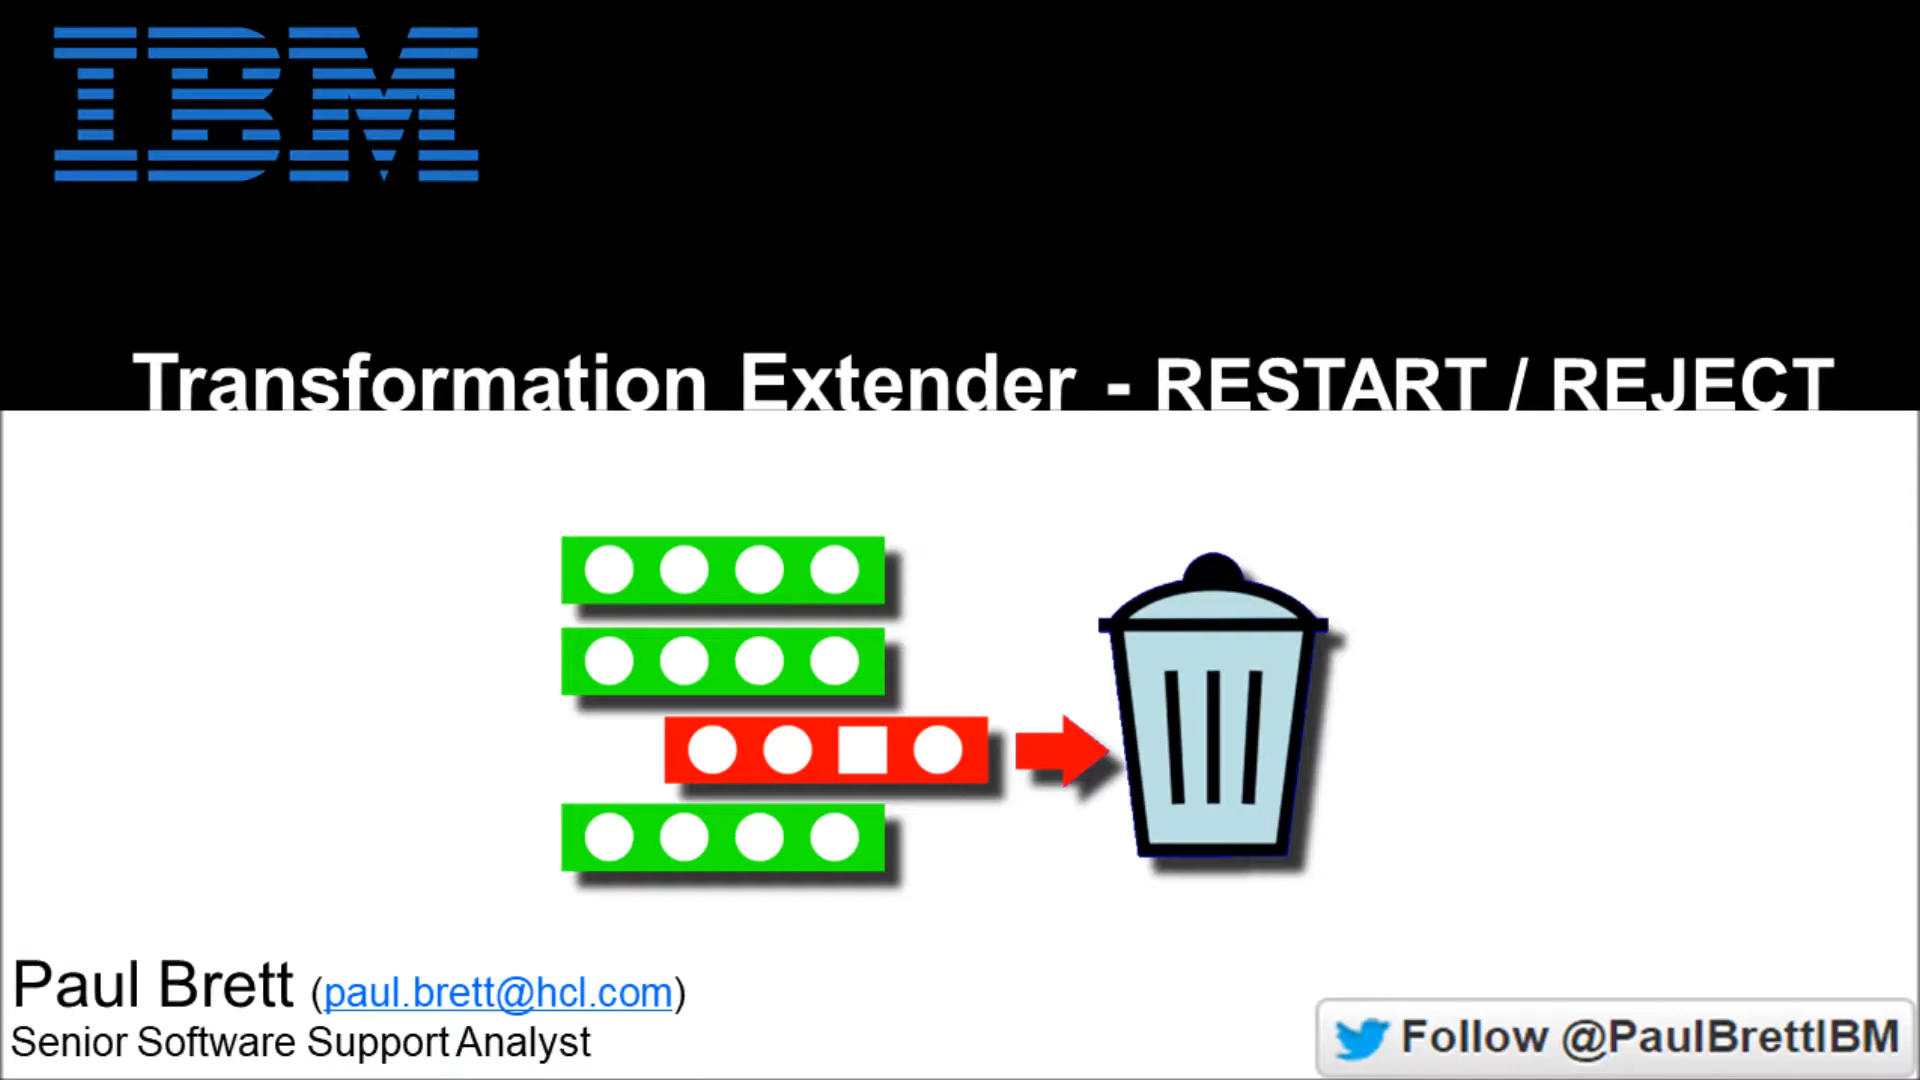 IBM
Transformation Extender - RESTART / REJECT
Paul Brett (paul.brett@hcl.com)
Senior Software Support Analyst
Follow @PaulBrettIBM